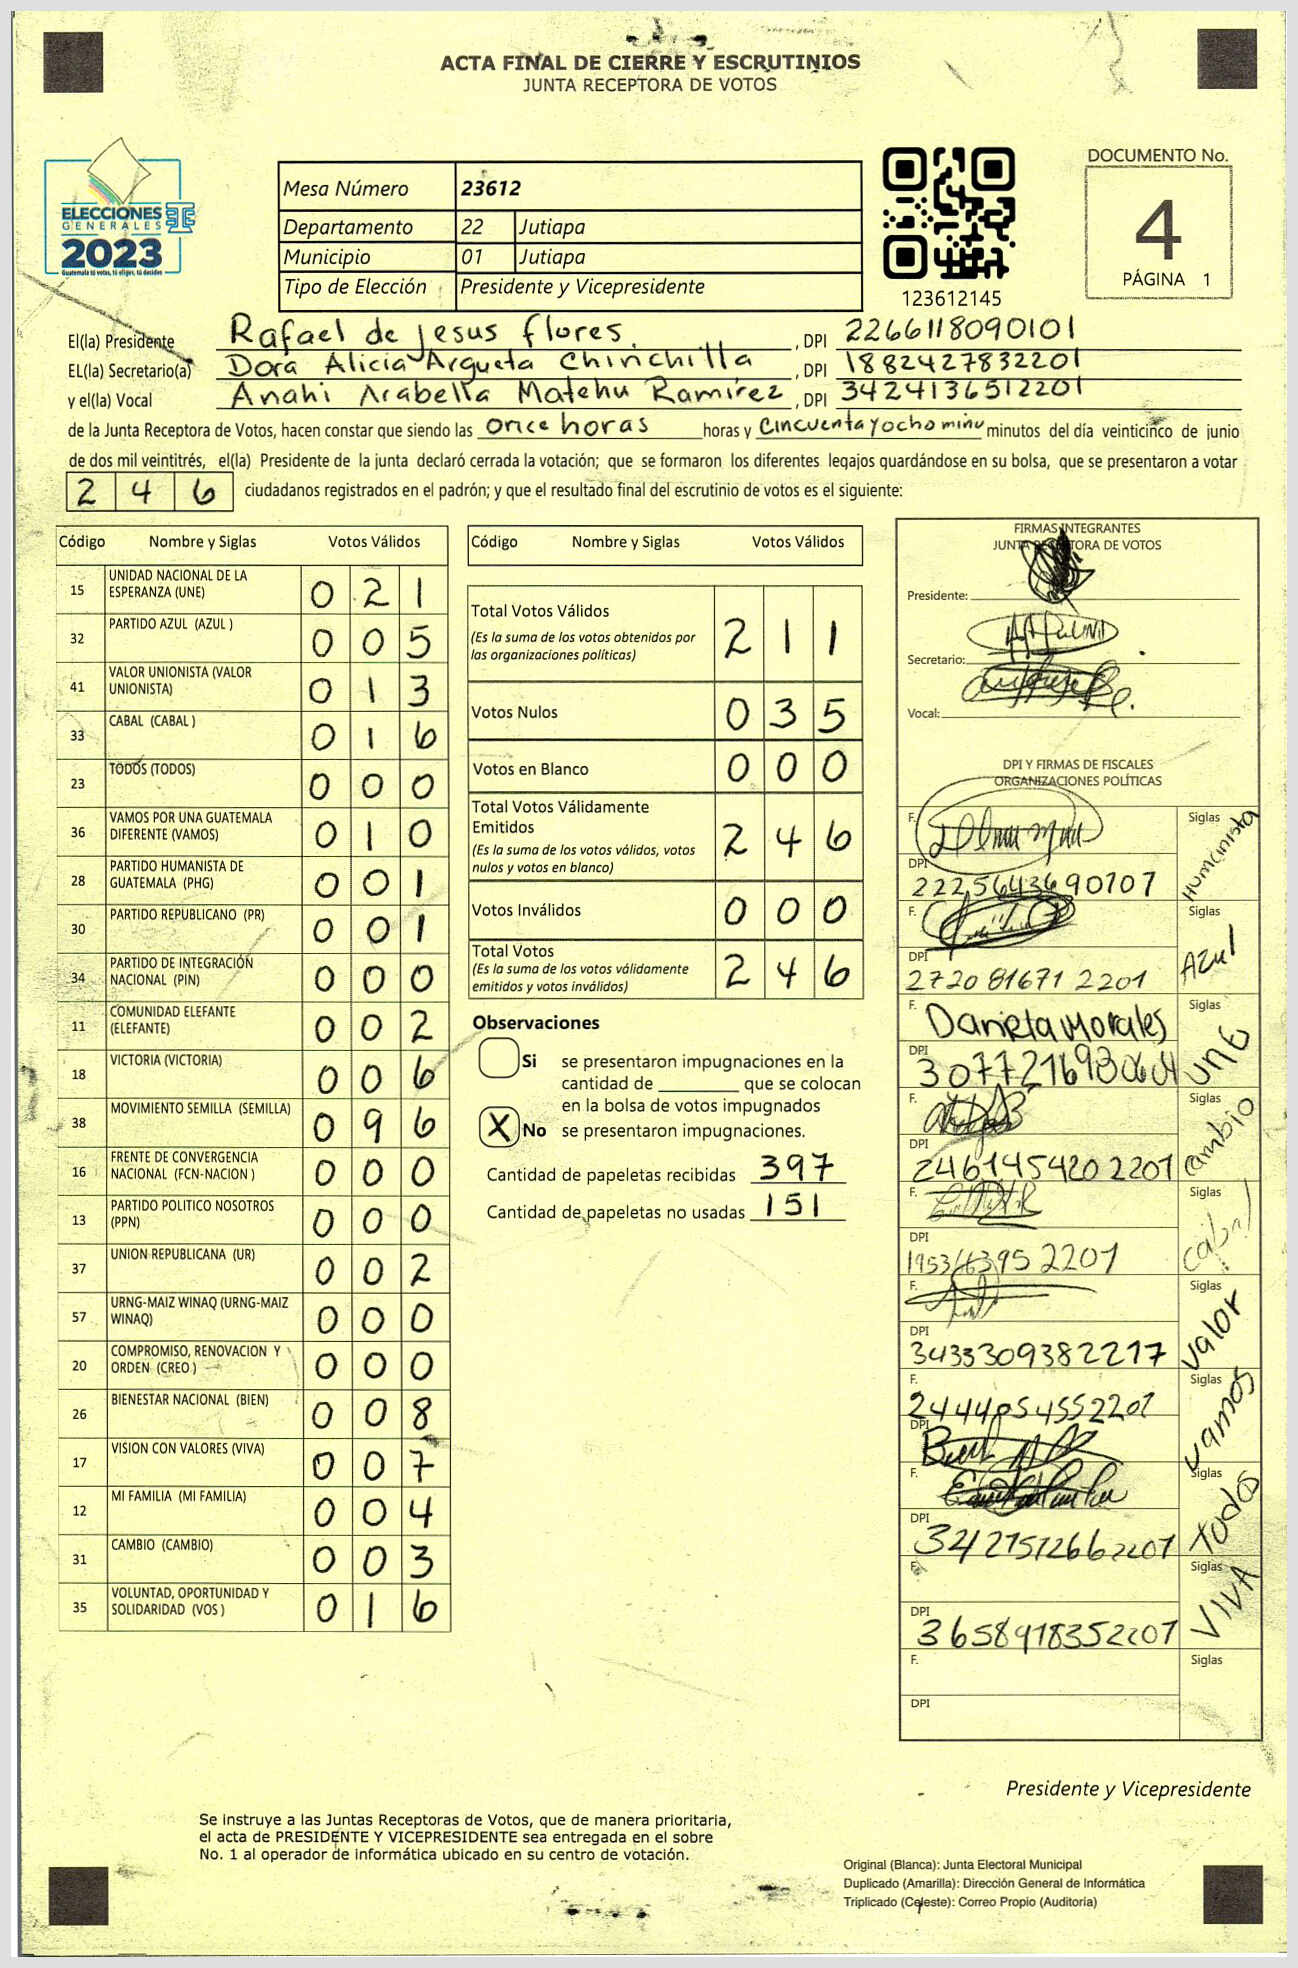 ACTA FINAL DE CIERRE Y ESCRUTINIOS
JUNTA RECEPTORA DE VOTOS
ELECCIONES
GENERALES
2023
Guatemala tú votas, tú eliges, tú decides
Mesa Número 23612
Departamento 22 Jutiapa
Municipio 01 Jutiapa
Tipo de Elección Presidente y Vicepresidente
123612145
DOCUMENTO No.
4
PÁGINA 1
El(la) Presidente Rafael de Jesus flores. , DPI 2266118090101
EL(la) Secretario(a) Dora Alicia Argueta Chinchilla , DPI 1882427832201
y el(la) Vocal Anahi Arabella Matehu Ramírez , DPI 3424136512201
de la Junta Receptora de Votos, hacen constar que siendo las once horas horas y Cincuentayochominu minutos del día veinticinco de junio
de dos mil veintitrés, el(la) Presidente de la junta declaró cerrada la votación; que se formaron los diferentes legajos guardándose en su bolsa, que se presentaron a votar
2 4 6 ciudadanos registrados en el padrón; y que el resultado final del escrutinio de votos es el siguiente:
Código Nombre y Siglas Votos Válidos
15 UNIDAD NACIONAL DE LA ESPERANZA (UNE) 0 2 1
32 PARTIDO AZUL (AZUL ) 0 0 5
41 VALOR UNIONISTA (VALOR UNIONISTA) 0 1 3
33 CABAL (CABAL ) 0 1 6
23 TODOS (TODOS) 0 0 0
36 VAMOS POR UNA GUATEMALA DIFERENTE (VAMOS) 0 1 0
28 PARTIDO HUMANISTA DE GUATEMALA (PHG) 0 0 1
30 PARTIDO REPUBLICANO (PR) 0 0 1
34 PARTIDO DE INTEGRACIÓN NACIONAL (PIN) 0 0 0
11 COMUNIDAD ELEFANTE (ELEFANTE) 0 0 2
18 VICTORIA (VICTORIA) 0 0 6
38 MOVIMIENTO SEMILLA (SEMILLA) 0 9 6
16 FRENTE DE CONVERGENCIA NACIONAL (FCN-NACION ) 0 0 0
13 PARTIDO POLITICO NOSOTROS (PPN) 0 0 0
37 UNION REPUBLICANA (UR) 0 0 2
57 URNG-MAIZ WINAQ (URNG-MAIZ WINAQ) 0 0 0
20 COMPROMISO, RENOVACION Y ORDEN (CREO ) 0 0 0
26 BIENESTAR NACIONAL (BIEN) 0 0 8
17 VISION CON VALORES (VIVA) 0 0 7
12 MI FAMILIA (MI FAMILIA) 0 0 4
31 CAMBIO (CAMBIO) 0 0 3
35 VOLUNTAD, OPORTUNIDAD Y SOLIDARIDAD (VOS ) 0 1 6
Código Nombre y Siglas Votos Válidos
Total Votos Válidos 2 1 1
(Es la suma de los votos obtenidos por
las organizaciones políticas)
Votos Nulos 0 3 5
Votos en Blanco 0 0 0
Total Votos Válidamente
Emitidos 2 4 6
(Es la suma de los votos válidos, votos
nulos y votos en blanco)
Votos Inválidos 0 0 0
Total Votos 2 4 6
(Es la suma de los votos válidamente
emitidos y votos inválidos)
Observaciones
Si se presentaron impugnaciones en la
cantidad de ________ que se colocan
en la bolsa de votos impugnados
X No se presentaron impugnaciones.
Cantidad de papeletas recibidas 397
Cantidad de papeletas no usadas 151
FIRMAS INTEGRANTES
JUNTA RECEPTORA DE VOTOS
Presidente:
Secretario:
Vocal:
DPI Y FIRMAS DE FISCALES
ORGANIZACIONES POLÍTICAS
F. Siglas Humanista
DPI 2225643690707
F. Siglas Azul
DPI 2720816712201
F. Daniela Morales Siglas UNE
DPI
F. Siglas Cambio
DPI 2461454202201
F. Siglas Cabal
DPI
F. Siglas Valor
DPI 3433309382217
F. 2444054552201 Siglas Vamos
DPI
F. Siglas Todos
DPI 3421512662201
F. Siglas VIVA
DPI 3658918352201
F. Siglas
DPI
Presidente y Vicepresidente
Se instruye a las Juntas Receptoras de Votos, que de manera prioritaria,
el acta de PRESIDENTE Y VICEPRESIDENTE sea entregada en el sobre
No. 1 al operador de informática ubicado en su centro de votación.
Original (Blanca): Junta Electoral Municipal
Duplicado (Amarilla): Dirección General de Informática
Triplicado (Celeste): Correo Propio (Auditoría)